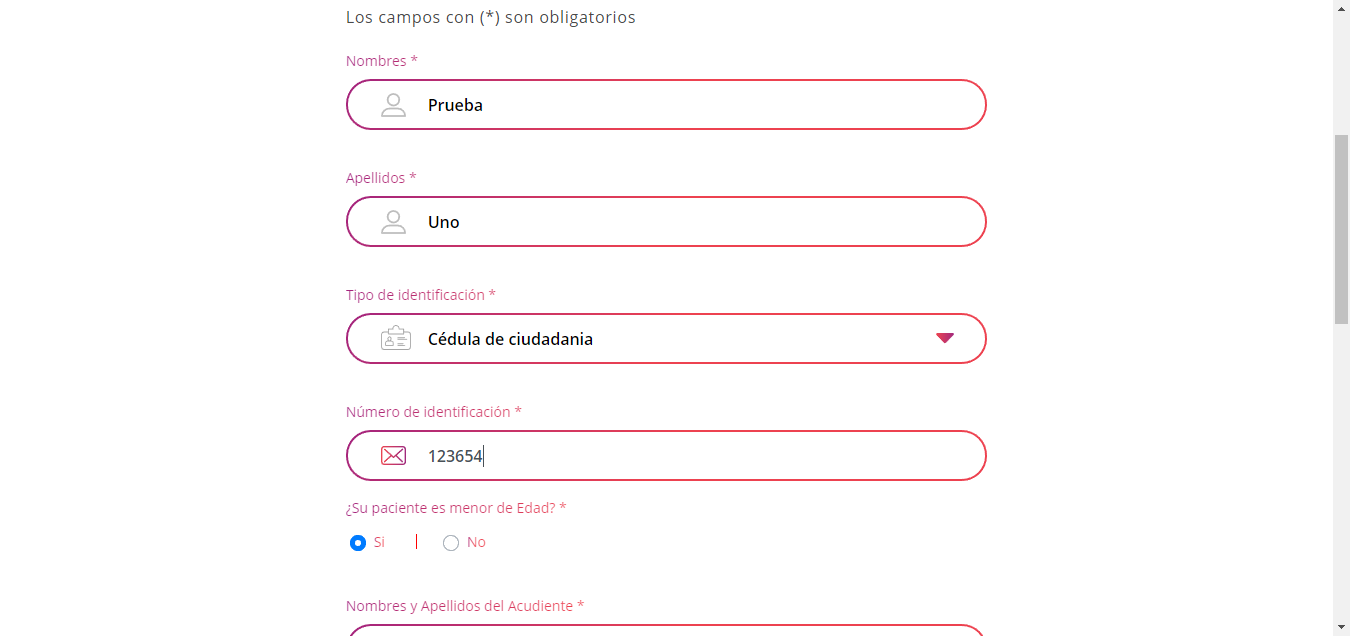 Los campos con (*) son obligatorios
Nombres *
Prueba
Apellidos *
Uno
Tipo de identificación *
Cédula de ciudadania
Número de identificación *
123654
¿Su paciente es menor de Edad? *
Si | No
Nombres y Apellidos del Acudiente *